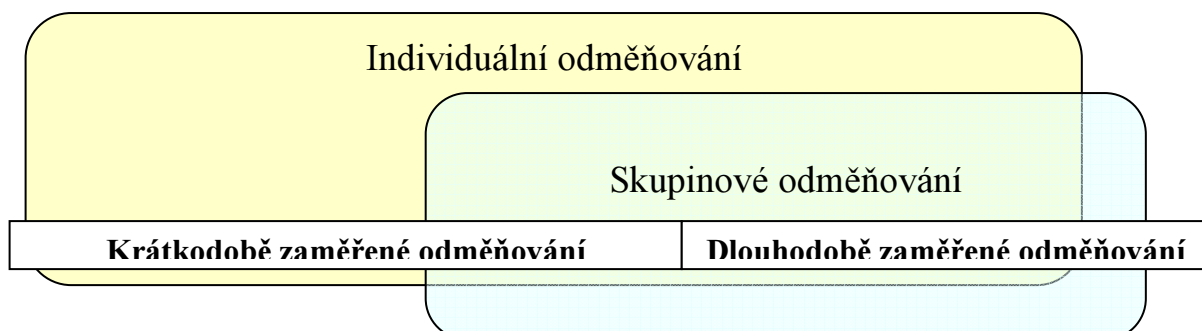 Individuální odměňování
Skupinové odměňování
Krátkodobě zaměřené odměňování
Dlouhodobě zaměřené odměňování